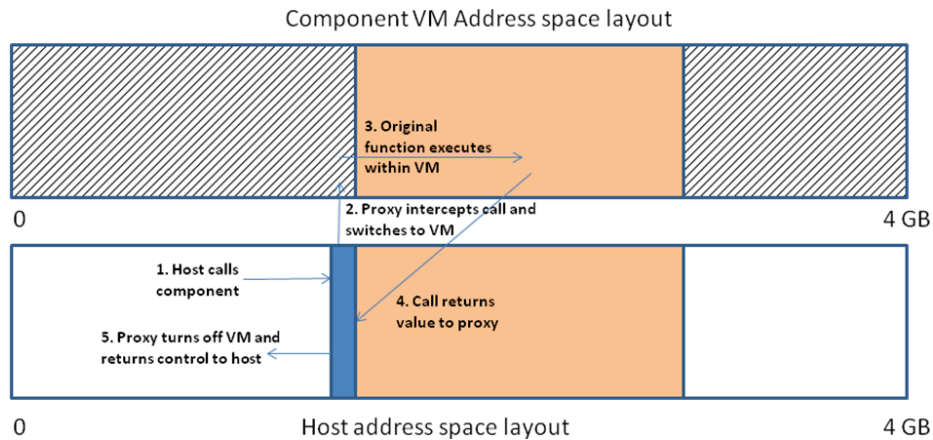 Component VM Address space layout
3. Original
function executes
within VM
0
4 GB
2. Proxy intercepts call and
switches to VM
1. Host calls
component
4. Call returns
value to proxy
5. Proxy turns off VM and
returns control to host
0
Host address space layout
4 GB